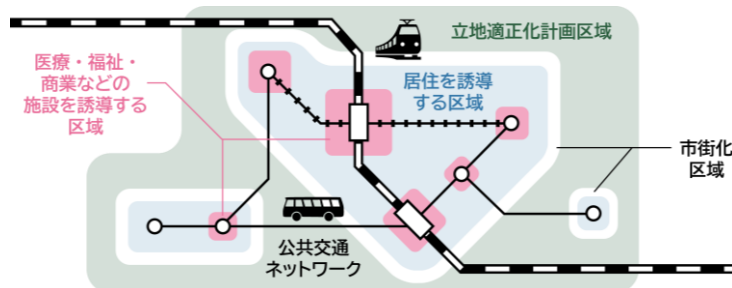 立地適正化計画区域
医療・福祉・
商業などの
施設を誘導する
区域
居住を誘導
する区域
市街化
区域
公共交通
ネットワーク